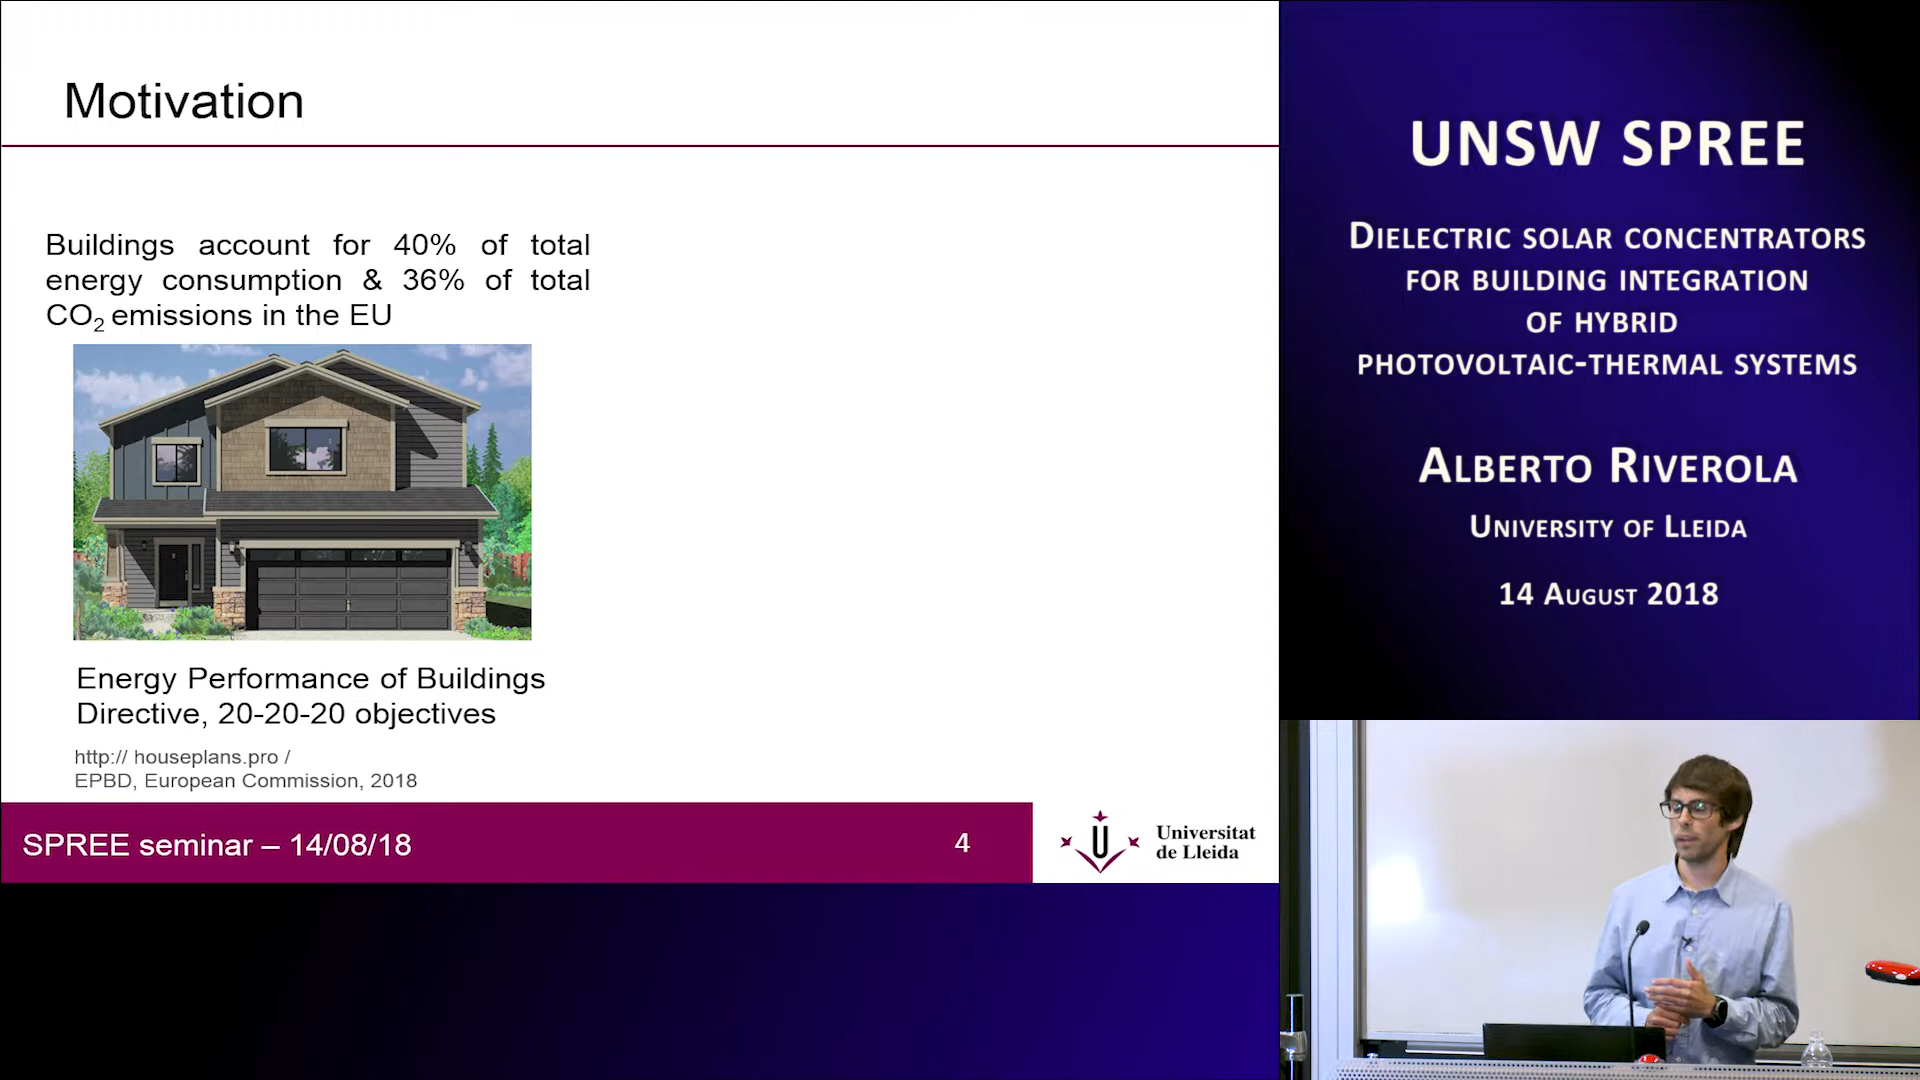 Motivation
Buildings account for 40% of total
energy consumption & 36% of total
CO₂ emissions in the EU
Energy Performance of Buildings
Directive, 20-20-20 objectives
http:// houseplans.pro /
EPBD, European Commission, 2018
SPREE seminar – 14/08/18
4
Universitat
de Lleida
UNSW SPREE
DIELECTRIC SOLAR CONCENTRATORS
FOR BUILDING INTEGRATION
OF HYBRID
PHOTOVOLTAIC-THERMAL SYSTEMS
ALBERTO RIVEROLA
UNIVERSITY OF LLEIDA
14 AUGUST 2018